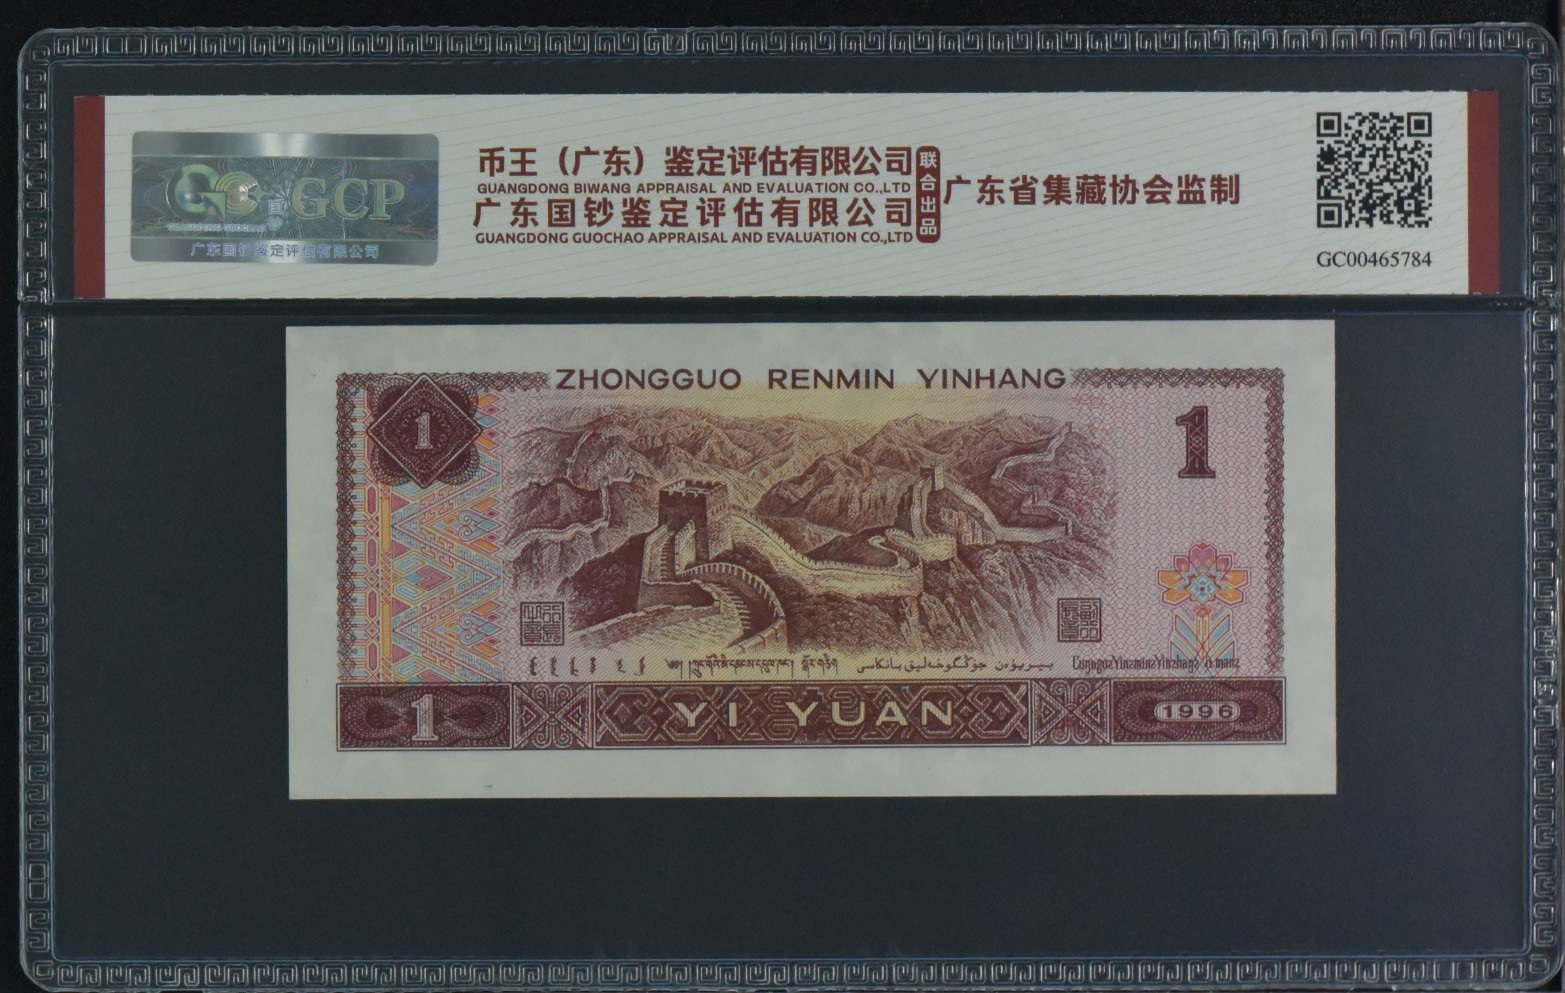 GCP
广东国钞鉴定评估有限公司
币王（广东）鉴定评估有限公司
GUANGDONG BIWANG APPRAISAL AND EVALUATION CO.,LTD
广东国钞鉴定评估有限公司
GUANGDONG GUOCHAO APPRAISAL AND EVALUATION CO.,LTD
联合出品
广东省集藏协会监制
GC00465784
ZHONGGUO RENMIN YINHANG
1
1
1
YI YUAN
1996